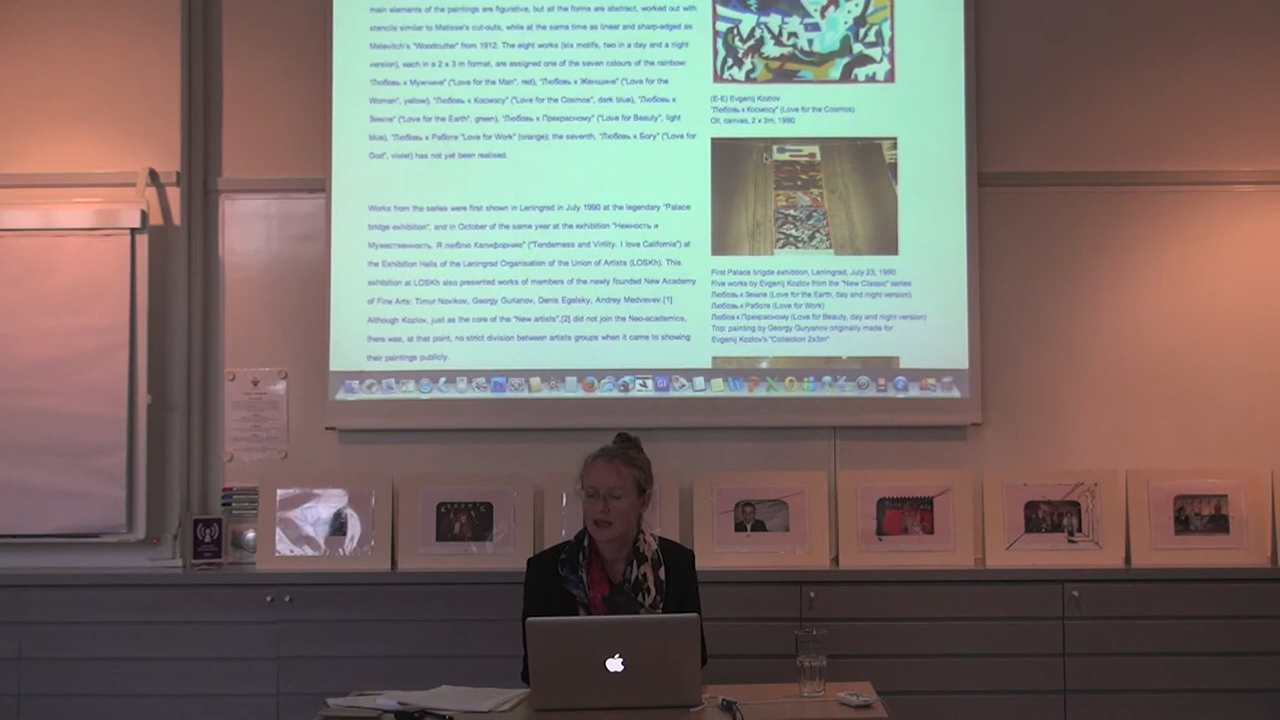 main elements of the paintings are figurative, but all the forms are abstract, worked out with
stencils similar to Matisse's cut-outs, while at the same time as linear and sharp-edged as
Malevitch's "Woodcutter" from 1912. The eight works (six motifs, two in a day and a night
version), each in a 2 x 3 m format, are assigned one of the seven colours of the rainbow:
"Любовь к Мужчине" ("Love for the Man", red), "Любовь к Женщине" ("Love for the
Woman", yellow), "Любовь к Космосу" ("Love for the Cosmos", dark blue), "Любовь к
Земле" ("Love for the Earth", green), "Любовь к Прекрасному" ("Love for Beauty", light
blue), "Любовь к Работе "Love for Work" (orange); the seventh, "Любовь к Богу" ("Love for
God", violet) has not yet been realised.
Works from the series were first shown in Leningrad in July 1990 at the legendary "Palace
bridge exhibition", and in October of the same year at the exhibition "Нежность и
Мужественность. Я люблю Калифорнию" ("Tenderness and Virility. I love California") at
the Exhibition Halls of the Leningrad Organisation of the Union of Artists (LOSKh). This
exhibition at LOSKh also presented works of members of the newly founded New Academy
of Fine Arts: Timur Novikov, Georgy Gurianov, Denis Egelsky, Andrey Medvevev.[1]
Although Kozlov, just as the core of the "New artists",[2] did not join the Neo-academics,
there was, at that point, no strict division between artists groups when it came to showing
their paintings publicly.
(E-E) Evgenij Kozlov
"Любовь к Космосу" (Love for the Cosmos)
Oil, canvas, 2 x 3m, 1990
First Palace brigde exhibtion, Leningrad, July 23, 1990
Five works by Evgenij Kozlov from the "New Classic" series
Любовь к Земле (Love for the Earth, day and night version)
Любовь к Работе (Love for Work)
Любов к Прекрасному (Love for Beauty, day and night version)
Top: painting by Georgy Guryanov originally made for
Evgenij Kozlov's "Collection 2x3m"